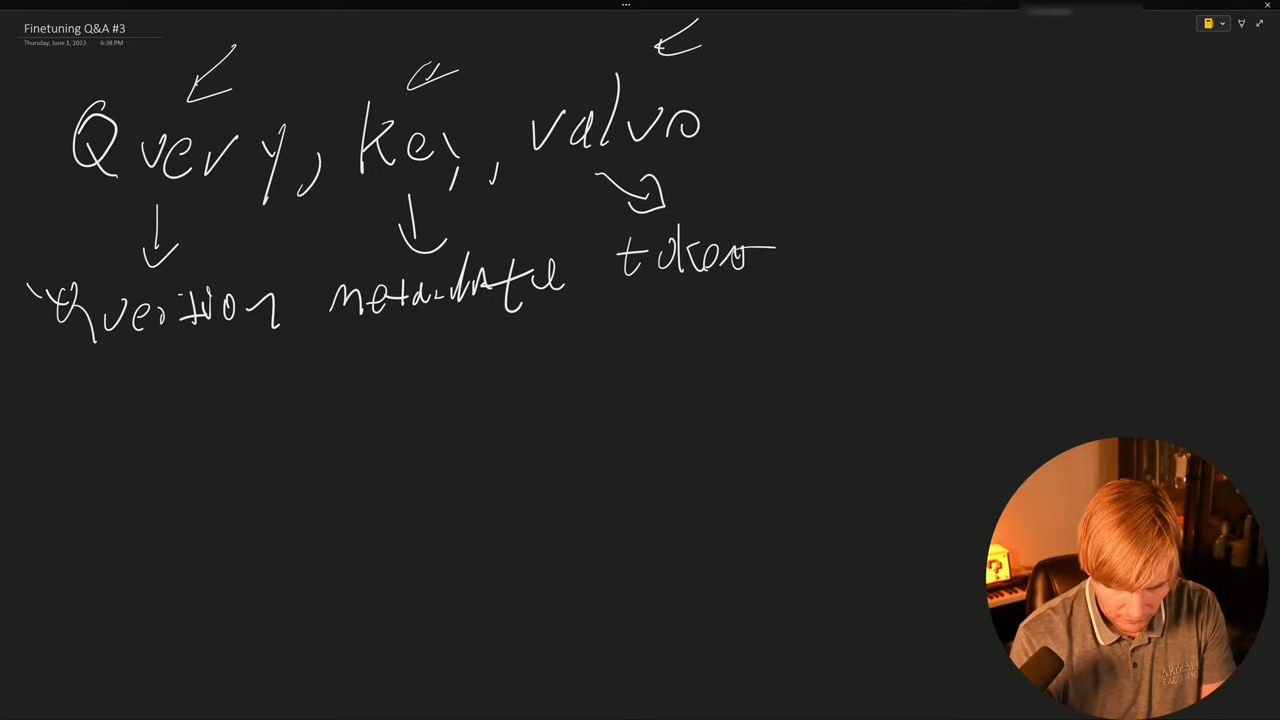 Finetuning Q&A #3
Thursday, June 1, 2023 6:38 PM
Query, key, value
question metadata token